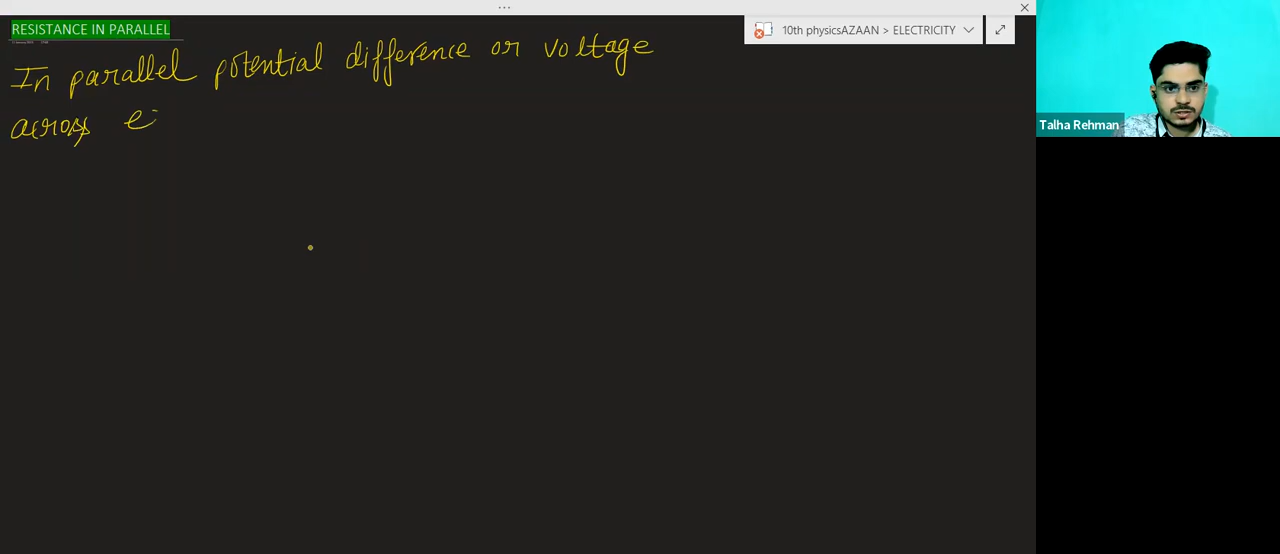 RESISTANCE IN PARALLEL
10th physicsAZAAN > ELECTRICITY
In parallel potential difference or voltage
across e
Talha Rehman